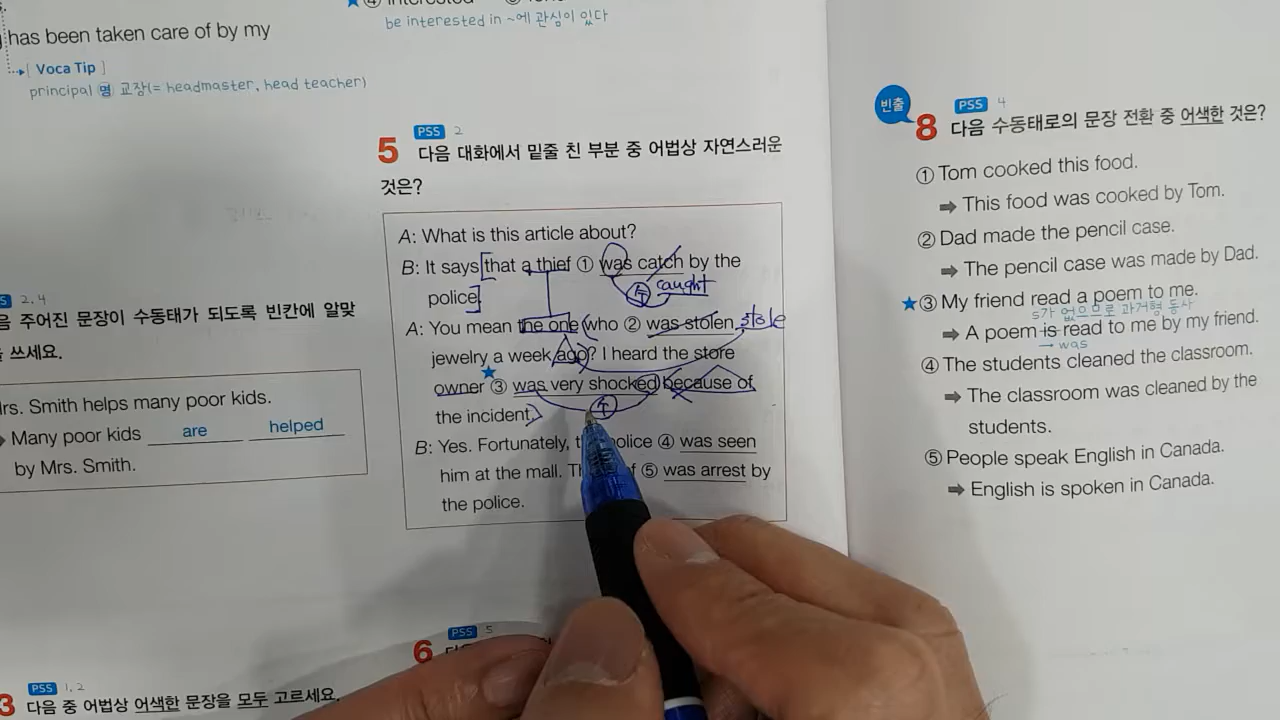 has been taken care of by my
[ Voca Tip ]
principal 명 교장(= headmaster, head teacher)
be interested in ~에 관심이 있다
2, 4
음 주어진 문장이 수동태가 되도록 빈칸에 알맞
쓰세요.
rs. Smith helps many poor kids.
Many poor kids are helped
by Mrs. Smith.
3 PSS 1, 2
다음 중 어법상 어색한 문장을 모두 고르세요.
5 PSS 2
다음 대화에서 밑줄 친 부분 중 어법상 자연스러운
것은?
A: What is this article about?
B: It says [that a thief ① was catch by the
수 caught
police].
A: You mean the one (who ② was stolen stole
jewelry a week ago)? I heard the store
owner ③ was very shocked because of
수
the incident.
B: Yes. Fortunately, police ④ was seen
him at the mall. ⑤ was arrest by
the police.
6 PSS 5
빈출
8 PSS 4
다음 수동태로의 문장 전환 중 어색한 것은?
① Tom cooked this food.
➡ This food was cooked by Tom.
② Dad made the pencil case.
➡ The pencil case was made by Dad.
★③ My friend read a poem to me.
s가 없으므로 과거형 동사
➡ A poem is read to me by my friend.
→ was
④ The students cleaned the classroom.
➡ The classroom was cleaned by the
students.
⑤ People speak English in Canada.
➡ English is spoken in Canada.